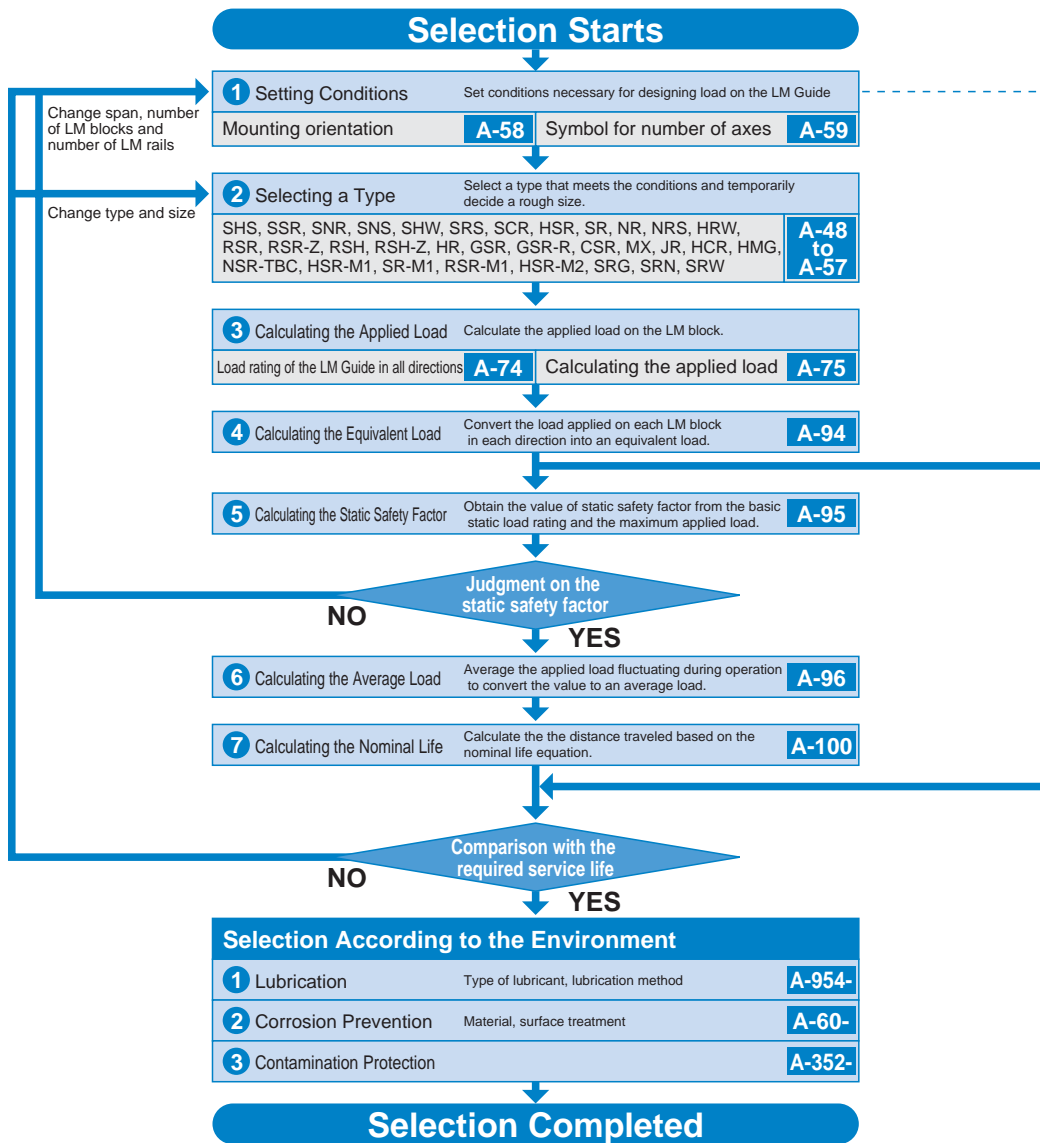 Selection Starts
1 Setting Conditions Set conditions necessary for designing load on the LM Guide
Change span, number
of LM blocks and
number of LM rails
Mounting orientation A-58 Symbol for number of axes A-59
2 Selecting a Type Select a type that meets the conditions and temporarily
decide a rough size.
Change type and size
SHS, SSR, SNR, SNS, SHW, SRS, SCR, HSR, SR, NR, NRS, HRW,
RSR, RSR-Z, RSH, RSH-Z, HR, GSR, GSR-R, CSR, MX, JR, HCR, HMG,
NSR-TBC, HSR-M1, SR-M1, RSR-M1, HSR-M2, SRG, SRN, SRW
A-48
to
A-57
3 Calculating the Applied Load Calculate the applied load on the LM block.
Load rating of the LM Guide in all directions A-74 Calculating the applied load A-75
4 Calculating the Equivalent Load Convert the load applied on each LM block
in each direction into an equivalent load.
A-94
5 Calculating the Static Safety Factor Obtain the value of static safety factor from the basic
static load rating and the maximum applied load.
A-95
Judgment on the
static safety factor
NO
YES
6 Calculating the Average Load Average the applied load fluctuating during operation
to convert the value to an average load.
A-96
7 Calculating the Nominal Life Calculate the the distance traveled based on the
nominal life equation.
A-100
Comparison with the
required service life
NO
YES
Selection According to the Environment
1 Lubrication Type of lubricant, lubrication method A-954-
2 Corrosion Prevention Material, surface treatment A-60-
3 Contamination Protection A-352-
Selection Completed